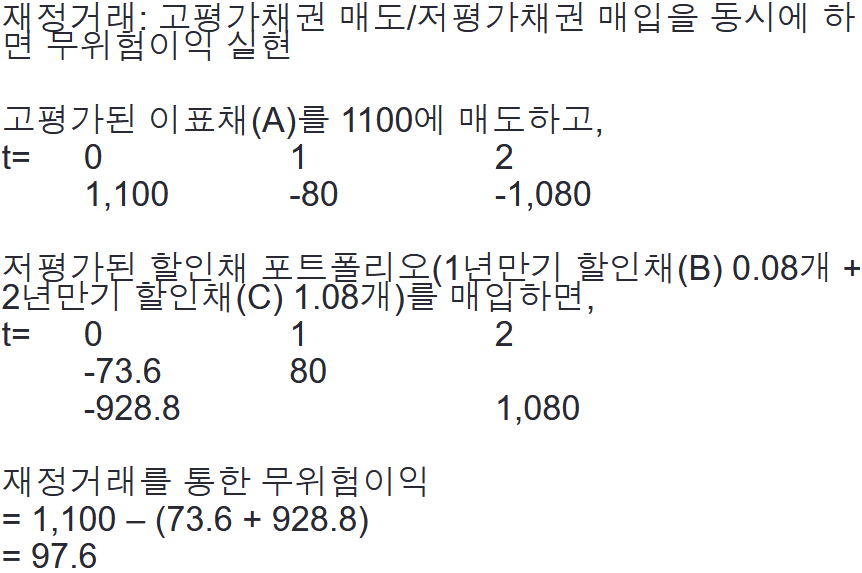 재정거래: 고평가채권 매도/저평가채권 매입을 동시에 하
면 무위험이익 실현
고평가된 이표채(A)를 1100에 매도하고,
t= 0 1 2
1,100 -80 -1,080
저평가된 할인채 포트폴리오(1년만기 할인채(B) 0.08개 +
2년만기 할인채(C) 1.08개)를 매입하면,
t= 0 1 2
-73.6 80
-928.8 1,080
재정거래를 통한 무위험이익
= 1,100 – (73.6 + 928.8)
= 97.6